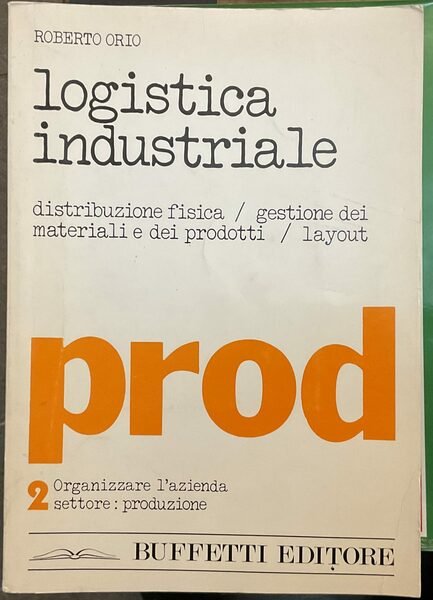 ROBERTO ORIO
logistica
industriale
distribuzione fisica / gestione dei
materiali e dei prodotti / layout
prod
2 Organizzare l'azienda
settore: produzione
BUFFETTI EDITORE